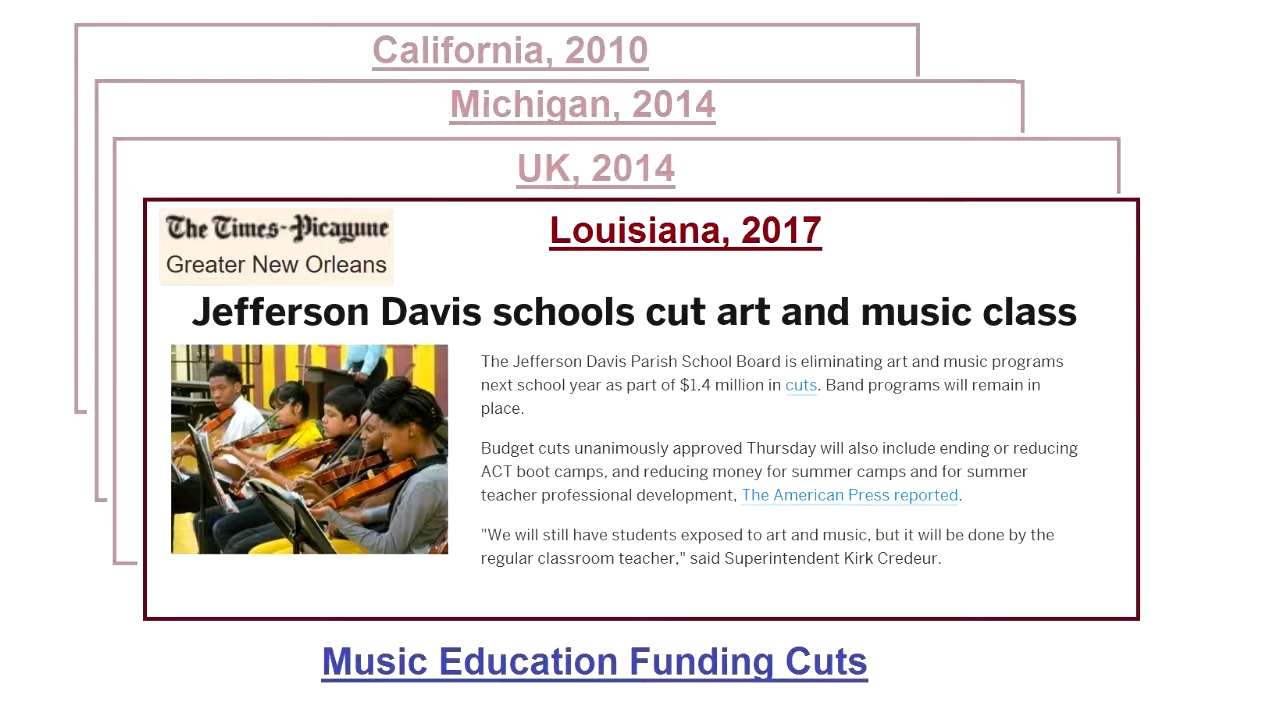 California, 2010
Michigan, 2014
UK, 2014
The Times-Picayune
Greater New Orleans
Louisiana, 2017
Jefferson Davis schools cut art and music class
The Jefferson Davis Parish School Board is eliminating art and music programs
next school year as part of $1.4 million in cuts. Band programs will remain in
place.
Budget cuts unanimously approved Thursday will also include ending or reducing
ACT boot camps, and reducing money for summer camps and for summer
teacher professional development, The American Press reported.
"We will still have students exposed to art and music, but it will be done by the
regular classroom teacher," said Superintendent Kirk Credeur.
Music Education Funding Cuts